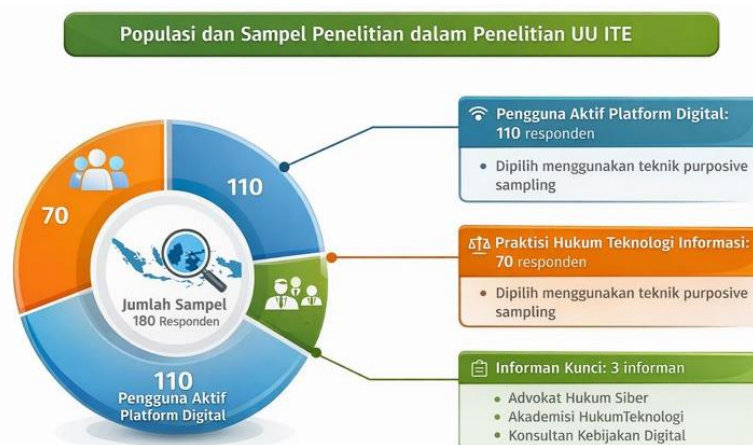 Populasi dan Sampel Penelitian dalam Penelitian UU ITE
70
110
Jumlah Sampel
180 Responden
110
Pengguna Aktif
Platform Digital
Pengguna Aktif Platform Digital:
110 responden
• Dipilih menggunakan teknik purposive
sampling
Praktisi Hukum Teknologi Informasi:
70 responden
• Dipilih menggunakan teknik purposive
sampling
Informan Kunci: 3 informan
• Advokat Hukum Siber
• Akademisi HukumTeknologi
• Konsultan Kebijakan Digital